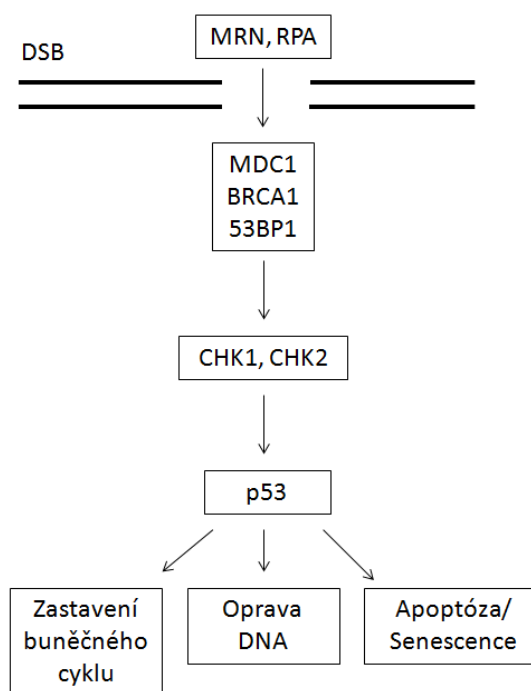 MRN, RPA
DSB
MDC1
BRCA1
53BP1
CHK1, CHK2
p53
Zastavení
buněčného
cyklu
Oprava
DNA
Apoptóza/
Senescence